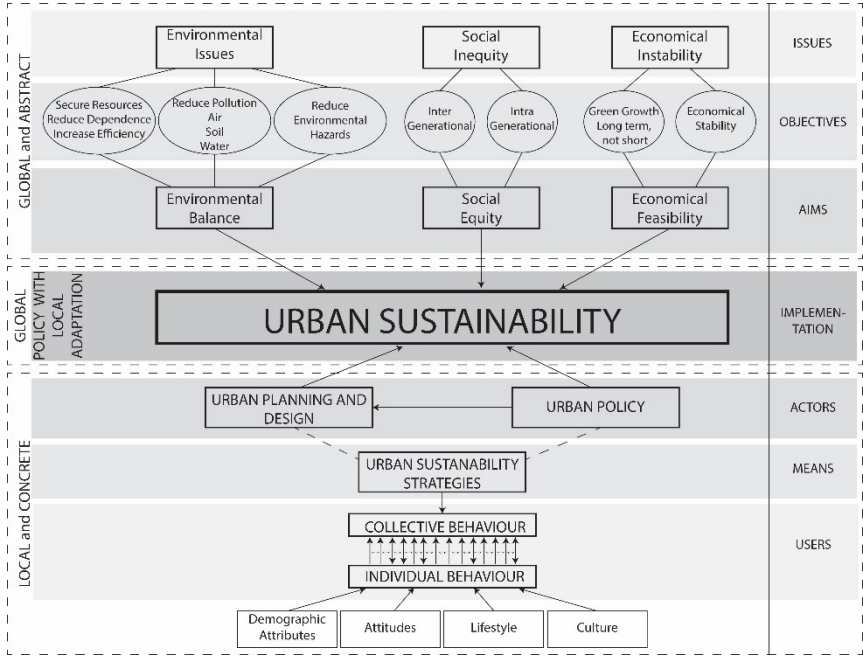 GLOBAL and ABSTRACT
Environmental
Issues
Social
Inequity
Economical
Instability
ISSUES
Secure Resources
Reduce Dependence
Increase Efficiency
Reduce Pollution
Air
Soil
Water
Reduce
Environmental
Hazards
Inter
Generational
Intra
Generational
Green Growth
Long term,
not short
Economical
Stability
OBJECTIVES
Environmental
Balance
Social
Equity
Economical
Feasibility
AIMS
GLOBAL
POLICY WITH
LOCAL
ADAPTATION
URBAN SUSTAINABILITY
IMPLEMEN-
TATION
LOCAL and CONCRETE
URBAN PLANNING AND
DESIGN
URBAN POLICY
ACTORS
URBAN SUSTANABILITY
STRATEGIES
MEANS
COLLECTIVE BEHAVIOUR
INDIVIDUAL BEHAVIOUR
USERS
Demographic
Attributes
Attitudes
Lifestyle
Culture